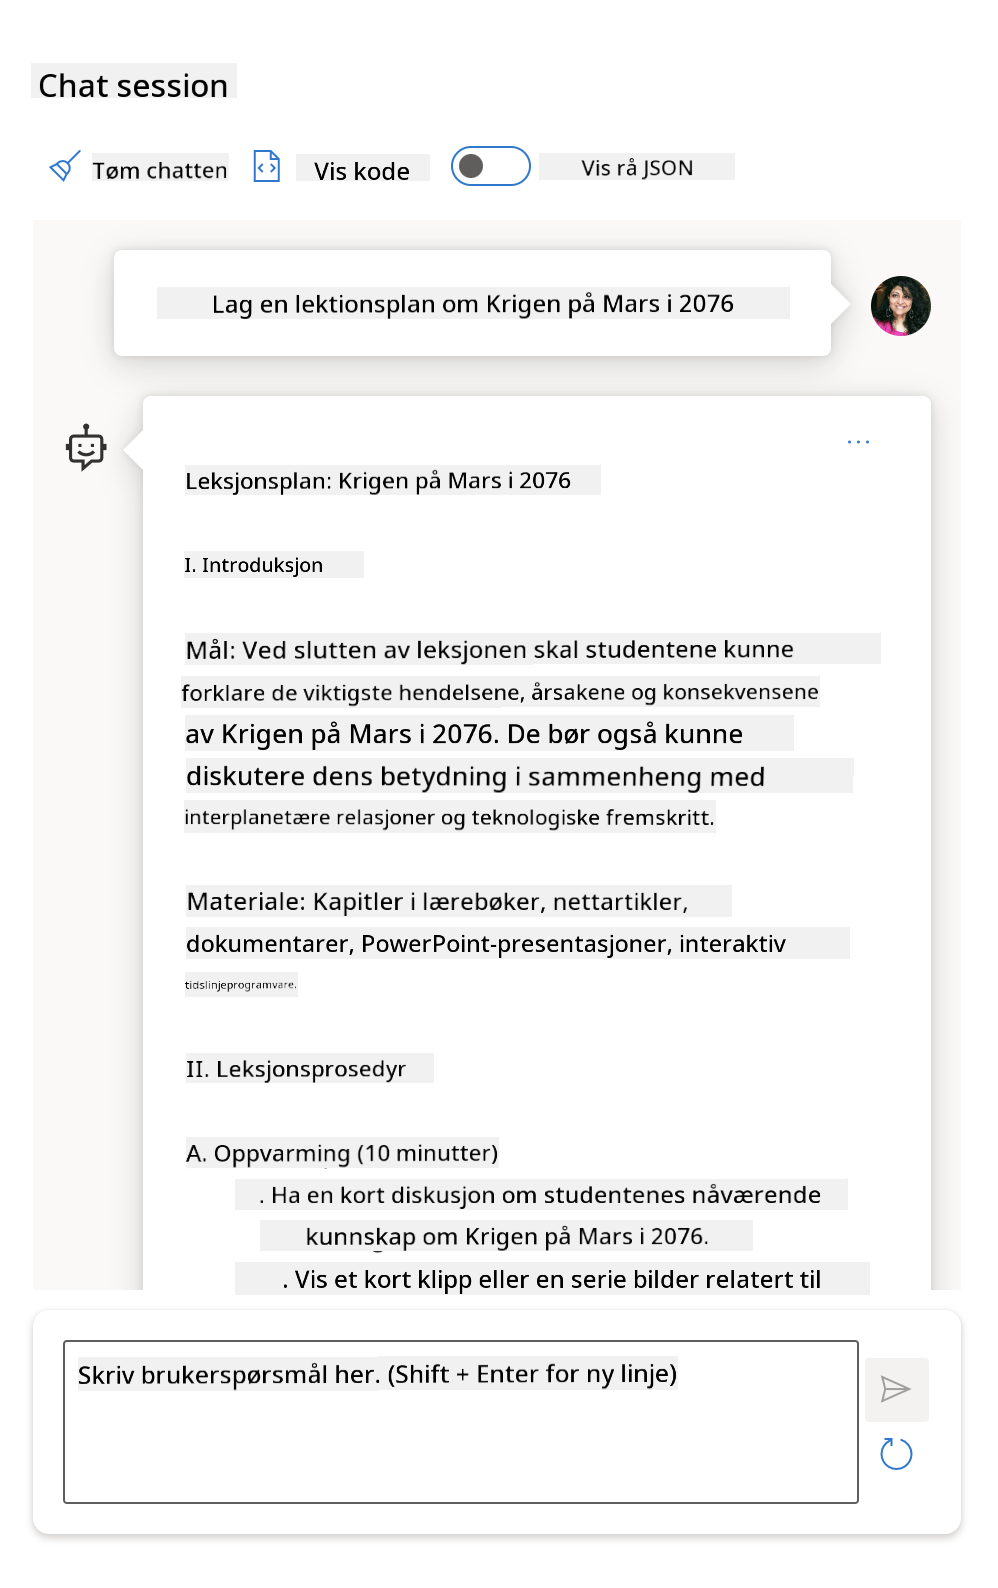 Chat session
Tøm chatten
Vis kode
Vis rå JSON
Lag en lektionsplan om Krigen på Mars i 2076
Leksjonsplan: Krigen på Mars i 2076
I. Introduksjon
Mål: Ved slutten av leksjonen skal studentene kunne
forklare de viktigste hendelsene, årsakene og konsekvensene
av Krigen på Mars i 2076. De bør også kunne
diskutere dens betydning i sammenheng med
interplanetære relasjoner og teknologiske fremskritt.
Materiale: Kapitler i lærebøker, nettartikler,
dokumentarer, PowerPoint-presentasjoner, interaktiv
tidslinjeprogramvare.
II. Leksjonsprosedyr
A. Oppvarming (10 minutter)
. Ha en kort diskusjon om studentenes nåværende
kunnskap om Krigen på Mars i 2076.
. Vis et kort klipp eller en serie bilder relatert til
Skriv brukerspørsmål her. (Shift + Enter for ny linje)